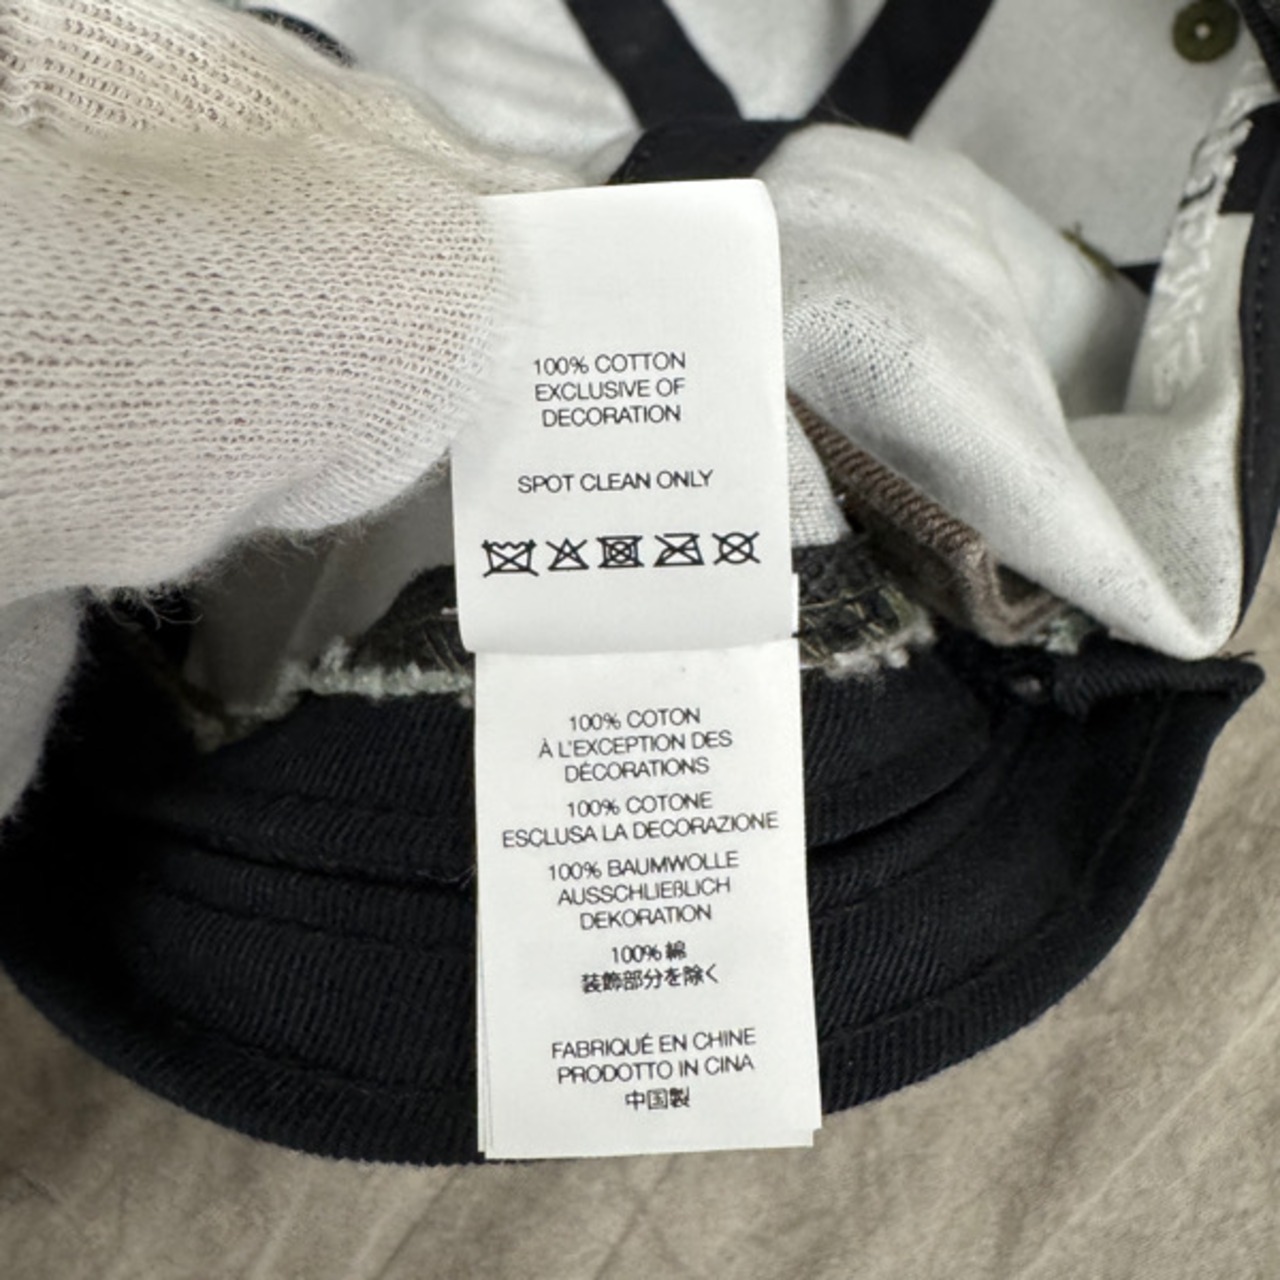 100% COTTON
EXCLUSIVE OF
DECORATION
SPOT CLEAN ONLY
100% COTON
À L'EXCEPTION DES
DÉCORATIONS
100% COTONE
ESCLUSA LA DECORAZIONE
100% BAUMWOLLE
AUSSCHLIEßLICH
DEKORATION
100% 綿
装飾部分を除く
FABRIQUÉ EN CHINE
PRODOTTO IN CINA
中国製